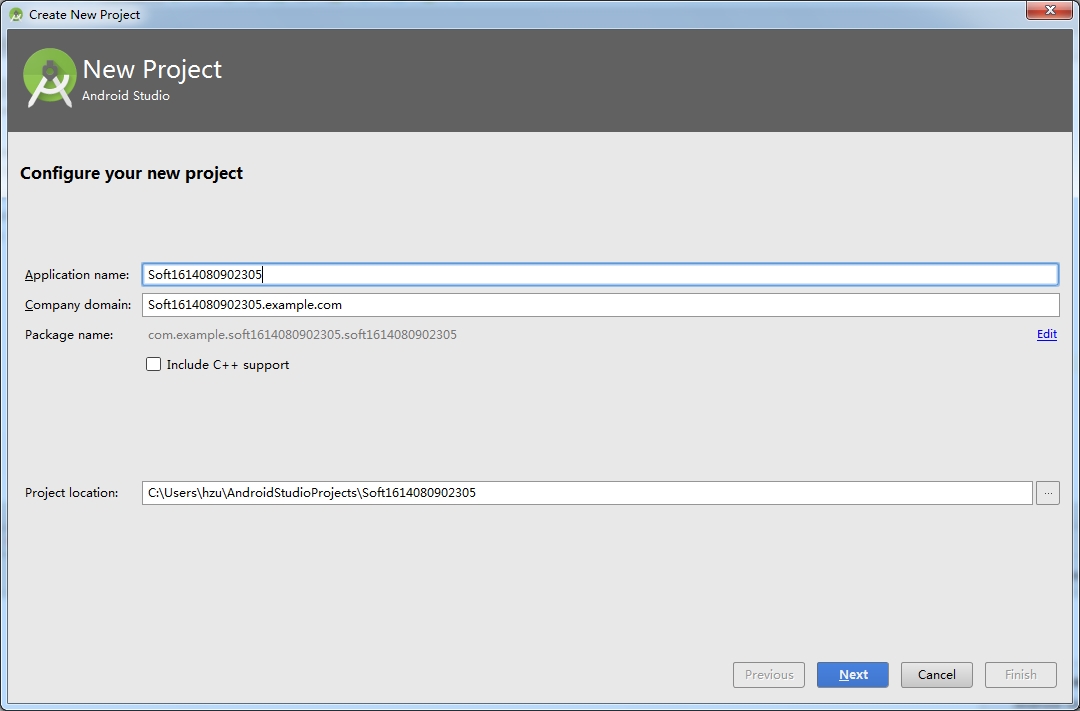 Create New Project
New Project
Android Studio
Configure your new project
Application name: Soft1614080902305
Company domain: Soft1614080902305.example.com
Package name: com.example.soft1614080902305.soft1614080902305 Edit
Include C++ support
Project location: C:\Users\hzu\AndroidStudioProjects\Soft1614080902305 ...
Previous Next Cancel Finish